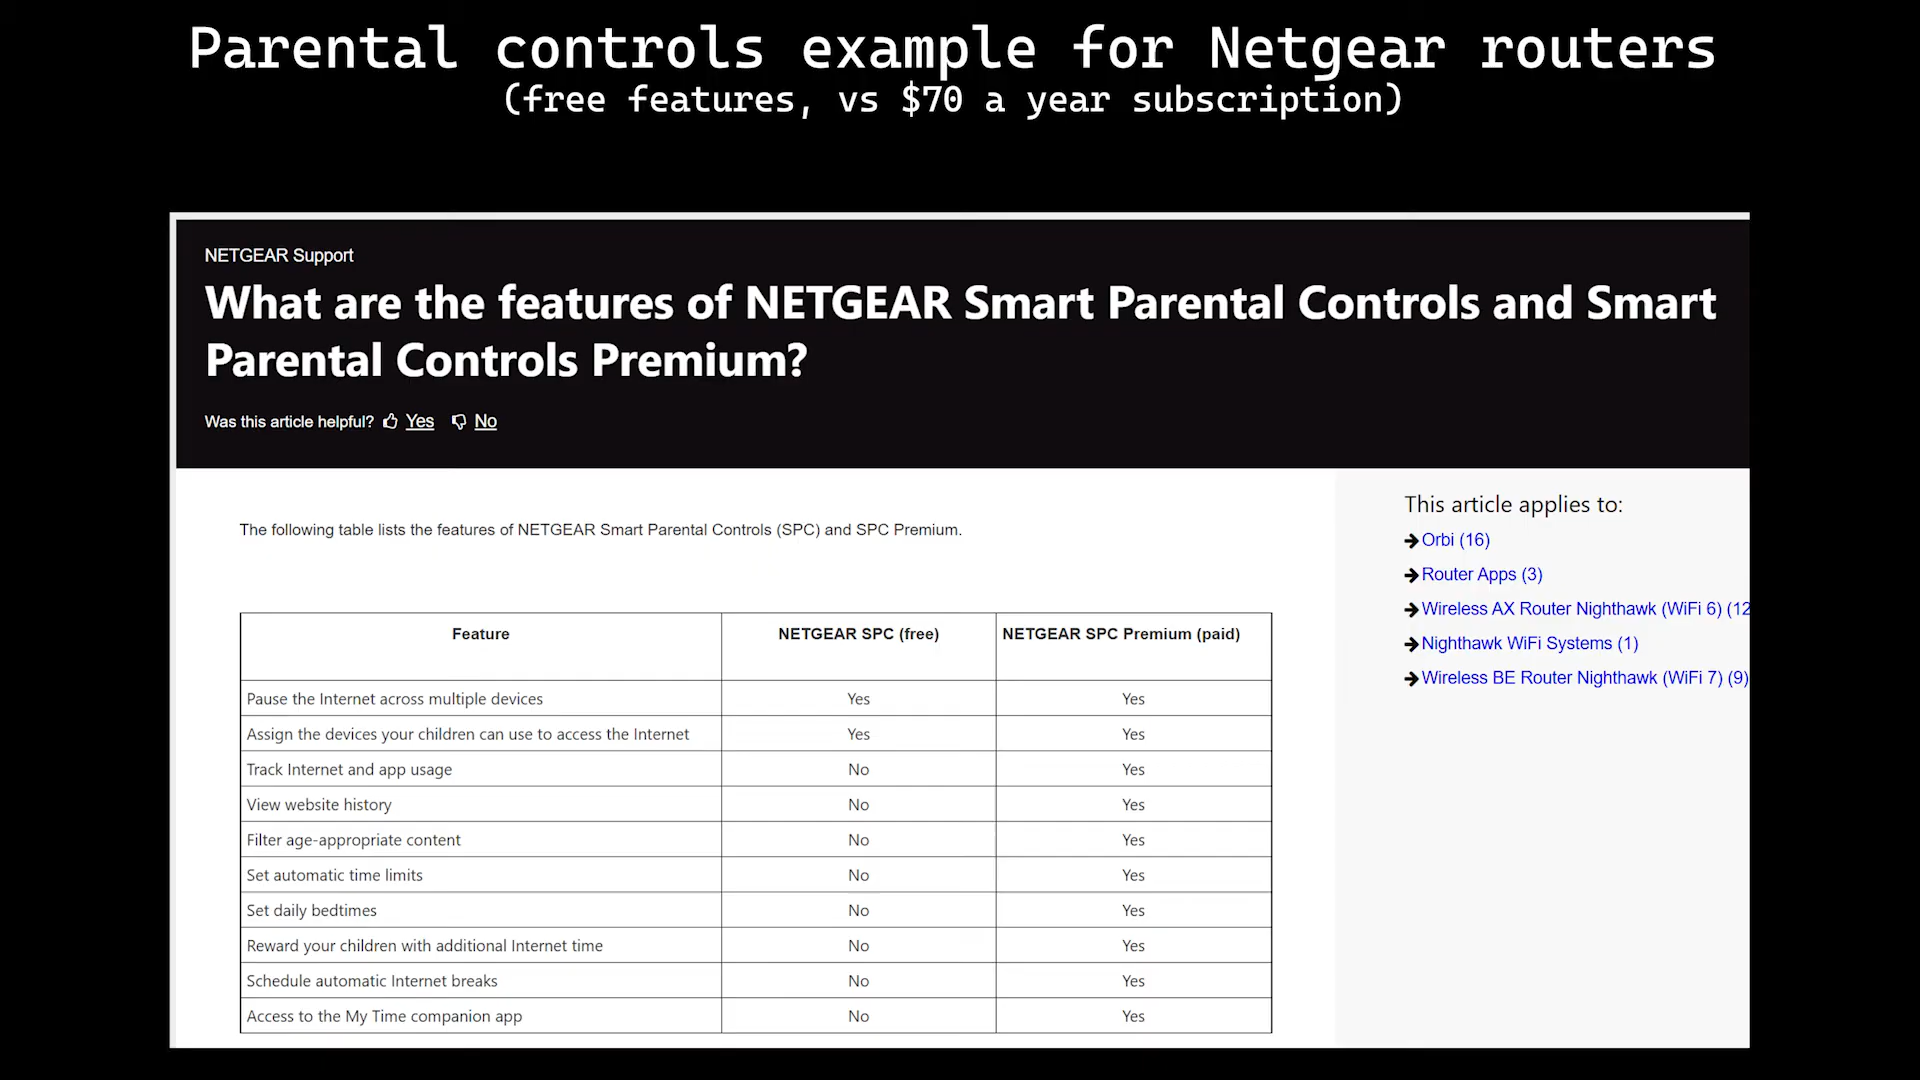 Parental controls example for Netgear routers
(free features, vs $70 a year subscription)
NETGEAR Support
What are the features of NETGEAR Smart Parental Controls and Smart
Parental Controls Premium?
Was this article helpful? Yes No
The following table lists the features of NETGEAR Smart Parental Controls (SPC) and SPC Premium.
Feature NETGEAR SPC (free) NETGEAR SPC Premium (paid)
Pause the Internet across multiple devices Yes Yes
Assign the devices your children can use to access the Internet Yes Yes
Track Internet and app usage No Yes
View website history No Yes
Filter age-appropriate content No Yes
Set automatic time limits No Yes
Set daily bedtimes No Yes
Reward your children with additional Internet time No Yes
Schedule automatic Internet breaks No Yes
Access to the My Time companion app No Yes
This article applies to:
Orbi (16)
Router Apps (3)
Wireless AX Router Nighthawk (WiFi 6) (12
Nighthawk WiFi Systems (1)
Wireless BE Router Nighthawk (WiFi 7) (9)